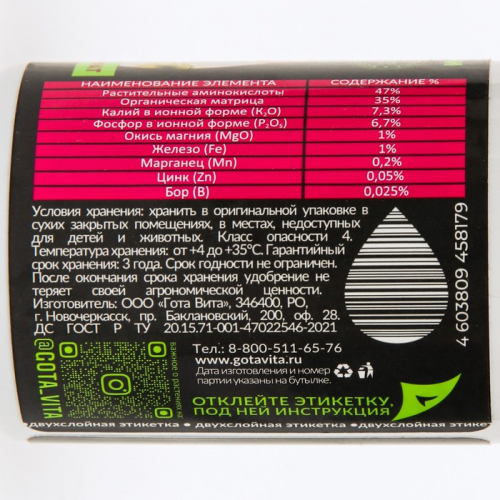 НАИМЕНОВАНИЕ ЭЛЕМЕНТА СОДЕРЖАНИЕ %
Растительные аминокислоты 47%
Органическая матрица 35%
Калий в ионной форме (K₂O) 7,3%
Фосфор в ионной форме (P₂O₅) 6,7%
Окись магния (MgO) 1%
Железо (Fe) 1%
Марганец (Mn) 0,2%
Цинк (Zn) 0,05%
Бор (B) 0,025%
Условия хранения: хранить в оригинальной упаковке в
сухих закрытых помещениях, в местах, недоступных
для детей и животных. Класс опасности 4.
Температура хранения: от +4 до +35°С. Гарантийный
срок хранения: 3 года. Срок годности не ограничен.
После окончания срока хранения удобрение не
теряет своей агрономической ценности.
Изготовитель: ООО «Гота Вита», 346400, РО,
г. Новочеркасск, пр. Баклановский, 200, оф. 28.
ДС ГОСТ Р ТУ 20.15.71-001-47022546-2021
4 603809 458179
@GOTA_VITA
важное о растениях
Тел.: 8-800-511-65-76
www.gotavita.ru
Дата изготовления и номер
партии указаны на бутылке.
ОТКЛЕЙТЕ ЭТИКЕТКУ,
ПОД НЕЙ ИНСТРУКЦИЯ
двухслойная этикетка • двухслойная этикетка • двухслойная этикетка •